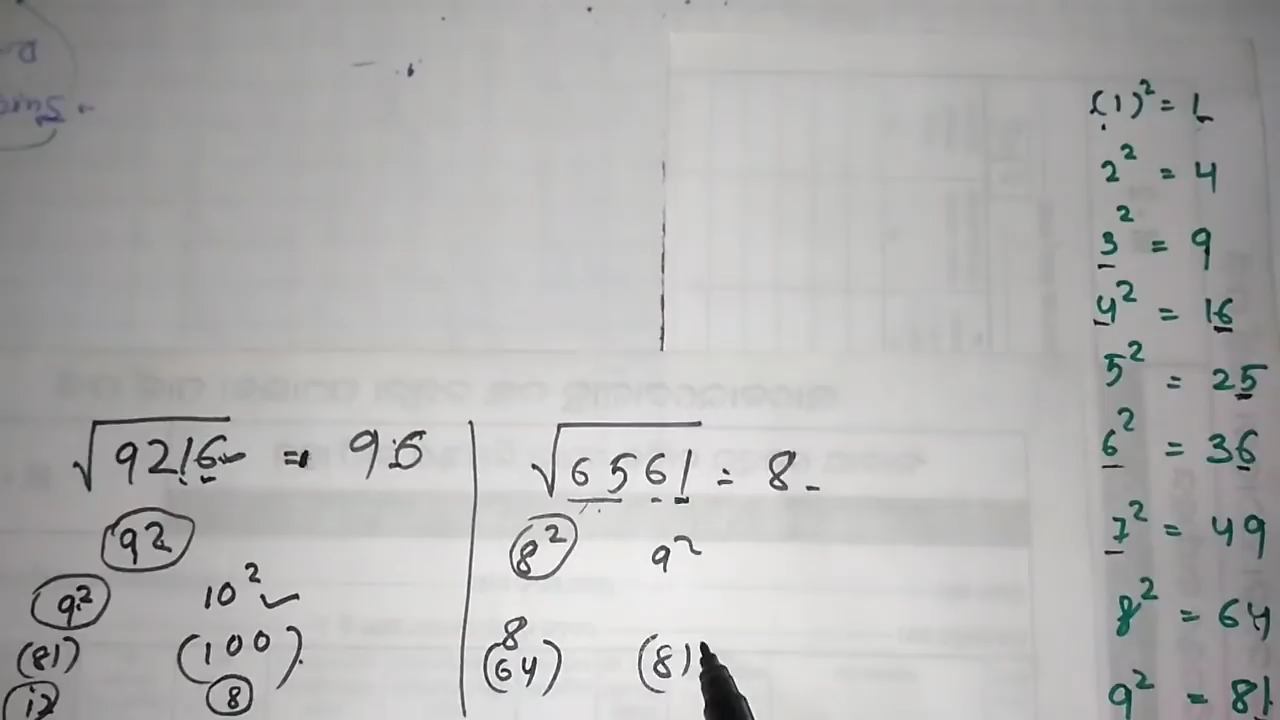 √9216 = 96
92
9² 10²
(81) (100)
12 8
√6561 = 8
8² 9²
8
(64) (81
(1)² = 1
2² = 4
3² = 9
4² = 16
5² = 25
6² = 36
7² = 49
8² = 64
9² = 81